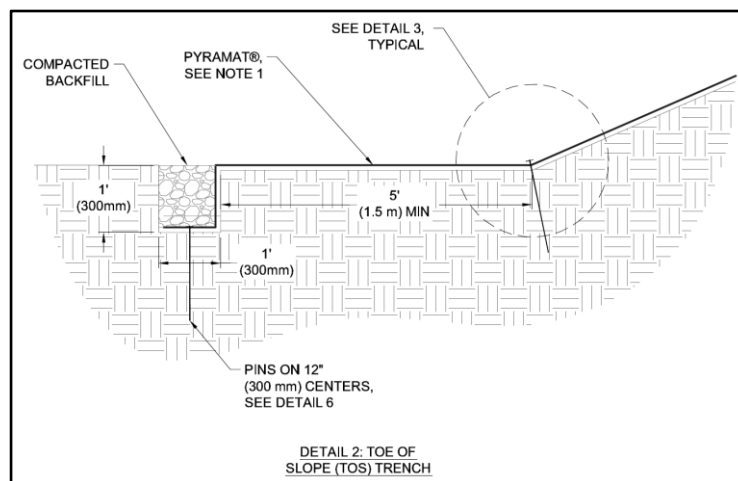 SEE DETAIL 3,
TYPICAL
COMPACTED
BACKFILL
PYRAMAT®,
SEE NOTE 1
1'
(300mm)
5'
(1.5 m) MIN
1'
(300mm)
PINS ON 12"
(300 mm) CENTERS,
SEE DETAIL 6
DETAIL 2: TOE OF
SLOPE (TOS) TRENCH